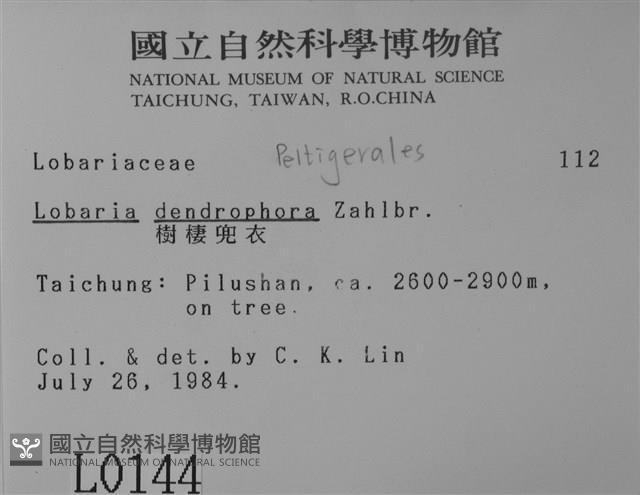 國立自然科學博物館
NATIONAL MUSEUM OF NATURAL SCIENCE
TAICHUNG, TAIWAN, R.O.CHINA
Lobariaceae Peltigerales 112
Lobaria dendrophora Zahlbr.
樹棲兜衣
Taichung: Pilushan, ca. 2600-2900m,
on tree.
Coll. & det. by C. K. Lin
July 26, 1984.
國立自然科學博物館
NATIONAL MUSEUM OF NATURAL SCIENCE
L0144